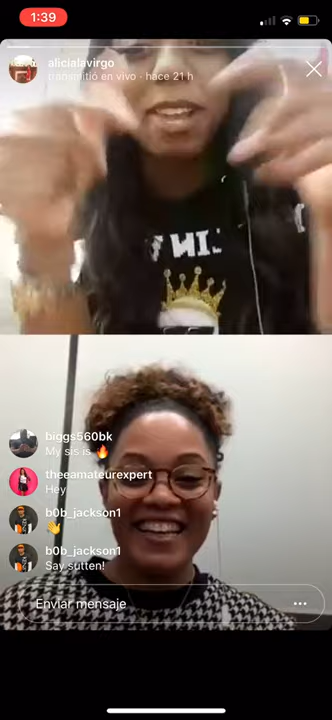 1:39
alicialavirgo
transmitió en vivo · hace 21 h
biggs560bk
My sis is 🔥
theeamateurexpert
Hey
b0b_jackson1
👋
b0b_jackson1
Say sutten!
Enviar mensaje